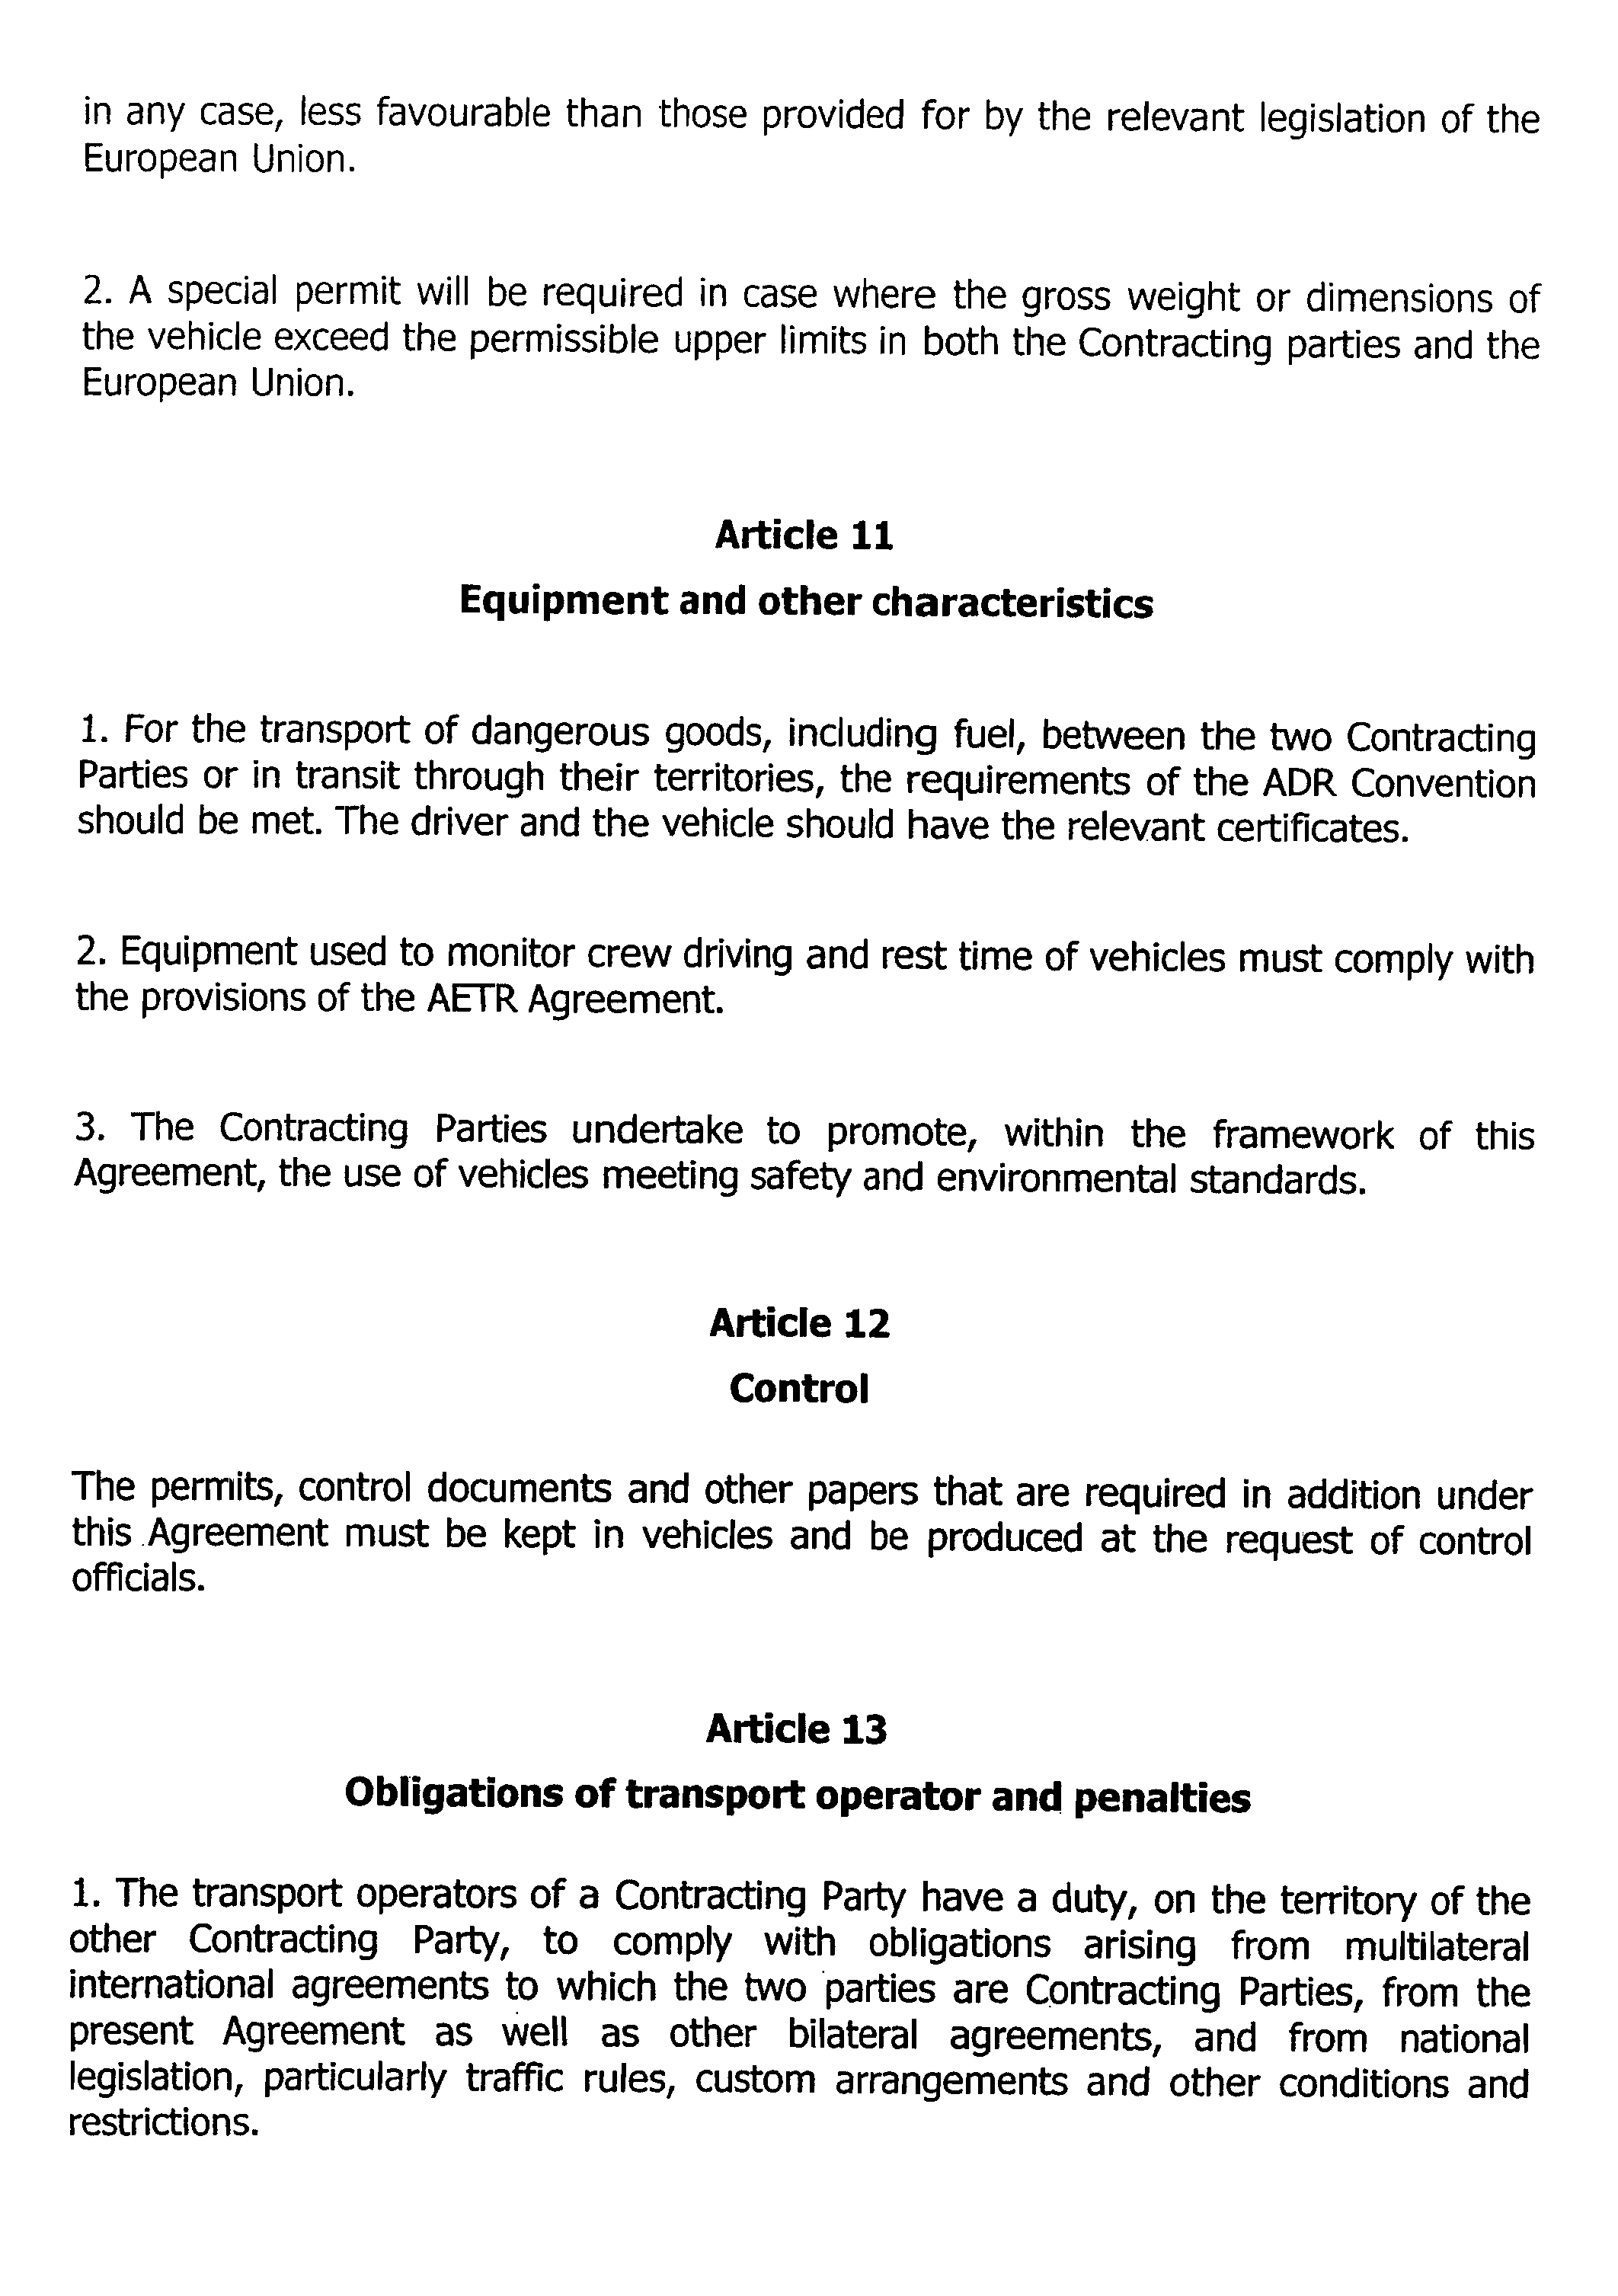 in any case, less favourable than those provided for by the relevant legislation of the
European Union.
2. A special permit will be required in case where the gross weight or dimensions of
the vehicle exceed the permissible upper limits in both the Contracting parties and the
European Union.
Article 11
Equipment and other characteristics
1. For the transport of dangerous goods, including fuel, between the two Contracting
Parties or in transit through their territories, the requirements of the ADR Convention
should be met. The driver and the vehicle should have the relevant certificates.
2. Equipment used to monitor crew driving and rest time of vehicles must comply with
the provisions of the AETR Agreement.
3. The Contracting Parties undertake to promote, within the framework of this
Agreement, the use of vehicles meeting safety and environmental standards.
Article 12
Control
The permits, control documents and other papers that are required in addition under
this Agreement must be kept in vehicles and be produced at the request of control
officials.
Article 13
Obligations of transport operator and penalties
1. The transport operators of a Contracting Party have a duty, on the territory of the
other Contracting Party, to comply with obligations arising from multilateral
international agreements to which the two parties are Contracting Parties, from the
present Agreement as well as other bilateral agreements, and from national
legislation, particularly traffic rules, custom arrangements and other conditions and
restrictions.